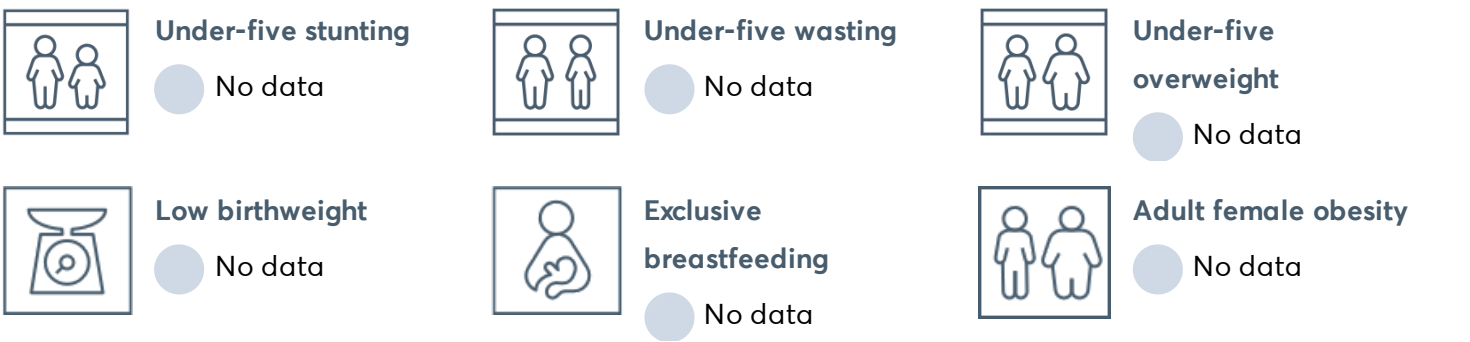 Under-five stunting
No data
Under-five wasting
No data
Under-five
overweight
No data
Low birthweight
No data
Exclusive
breastfeeding
No data
Adult female obesity
No data